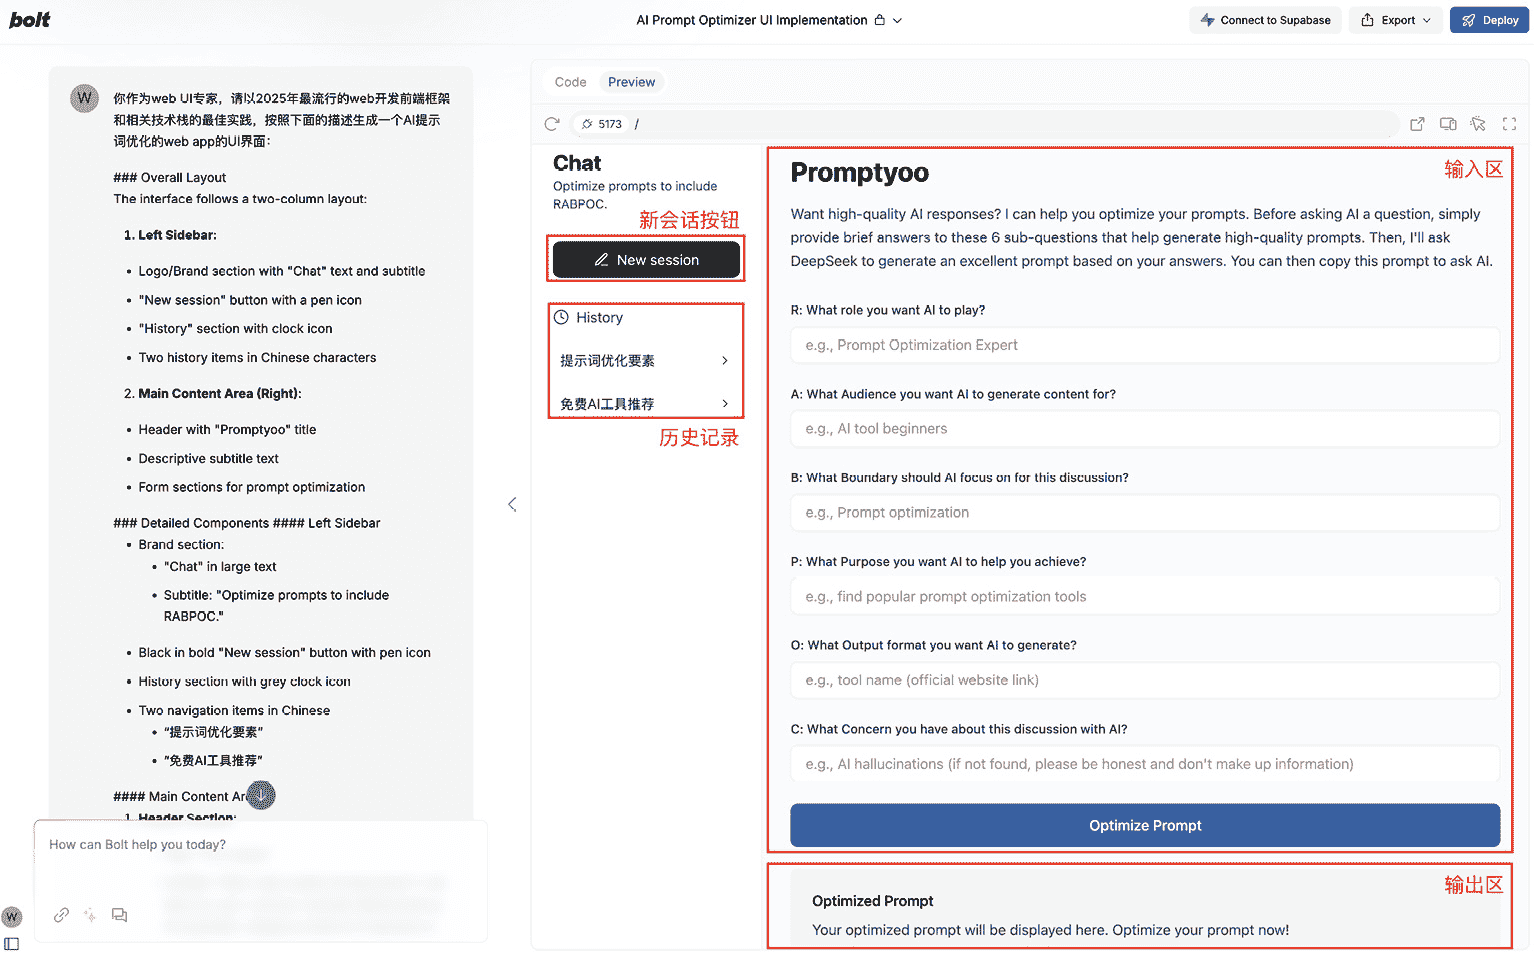 bolt
AI Prompt Optimizer UI Implementation
Connect to Supabase
Export
Deploy
W
你作为web UI专家，请以2025年最流行的web开发前端框架
和相关技术栈的最佳实践，按照下面的描述生成一个AI提示
词优化的web app的UI界面：
### Overall Layout
The interface follows a two-column layout:
1. Left Sidebar:
• Logo/Brand section with "Chat" text and subtitle
• "New session" button with a pen icon
• "History" section with clock icon
• Two history items in Chinese characters
2. Main Content Area (Right):
• Header with "Promptyoo" title
• Descriptive subtitle text
• Form sections for prompt optimization
### Detailed Components #### Left Sidebar
• Brand section:
• "Chat" in large text
• Subtitle: "Optimize prompts to include
RABPOC."
• Black in bold "New session" button with pen icon
• History section with grey clock icon
• Two navigation items in Chinese
• "提示词优化要素"
• "免费AI工具推荐"
#### Main Content Ar
1. Header Section:
How can Bolt help you today?
W
Code
Preview
5173
/
Chat
Optimize prompts to include
RABPOC.
新会话按钮
New session
History
提示词优化要素
免费AI工具推荐
历史记录
输入区
Promptyoo
Want high-quality AI responses? I can help you optimize your prompts. Before asking AI a question, simply
provide brief answers to these 6 sub-questions that help generate high-quality prompts. Then, I'll ask
DeepSeek to generate an excellent prompt based on your answers. You can then copy this prompt to ask AI.
R: What role you want AI to play?
e.g., Prompt Optimization Expert
A: What Audience you want AI to generate content for?
e.g., AI tool beginners
B: What Boundary should AI focus on for this discussion?
e.g., Prompt optimization
P: What Purpose you want AI to help you achieve?
e.g., find popular prompt optimization tools
O: What Output format you want AI to generate?
e.g., tool name (official website link)
C: What Concern you have about this discussion with AI?
e.g., AI hallucinations (if not found, please be honest and don't make up information)
Optimize Prompt
输出区
Optimized Prompt
Your optimized prompt will be displayed here. Optimize your prompt now!